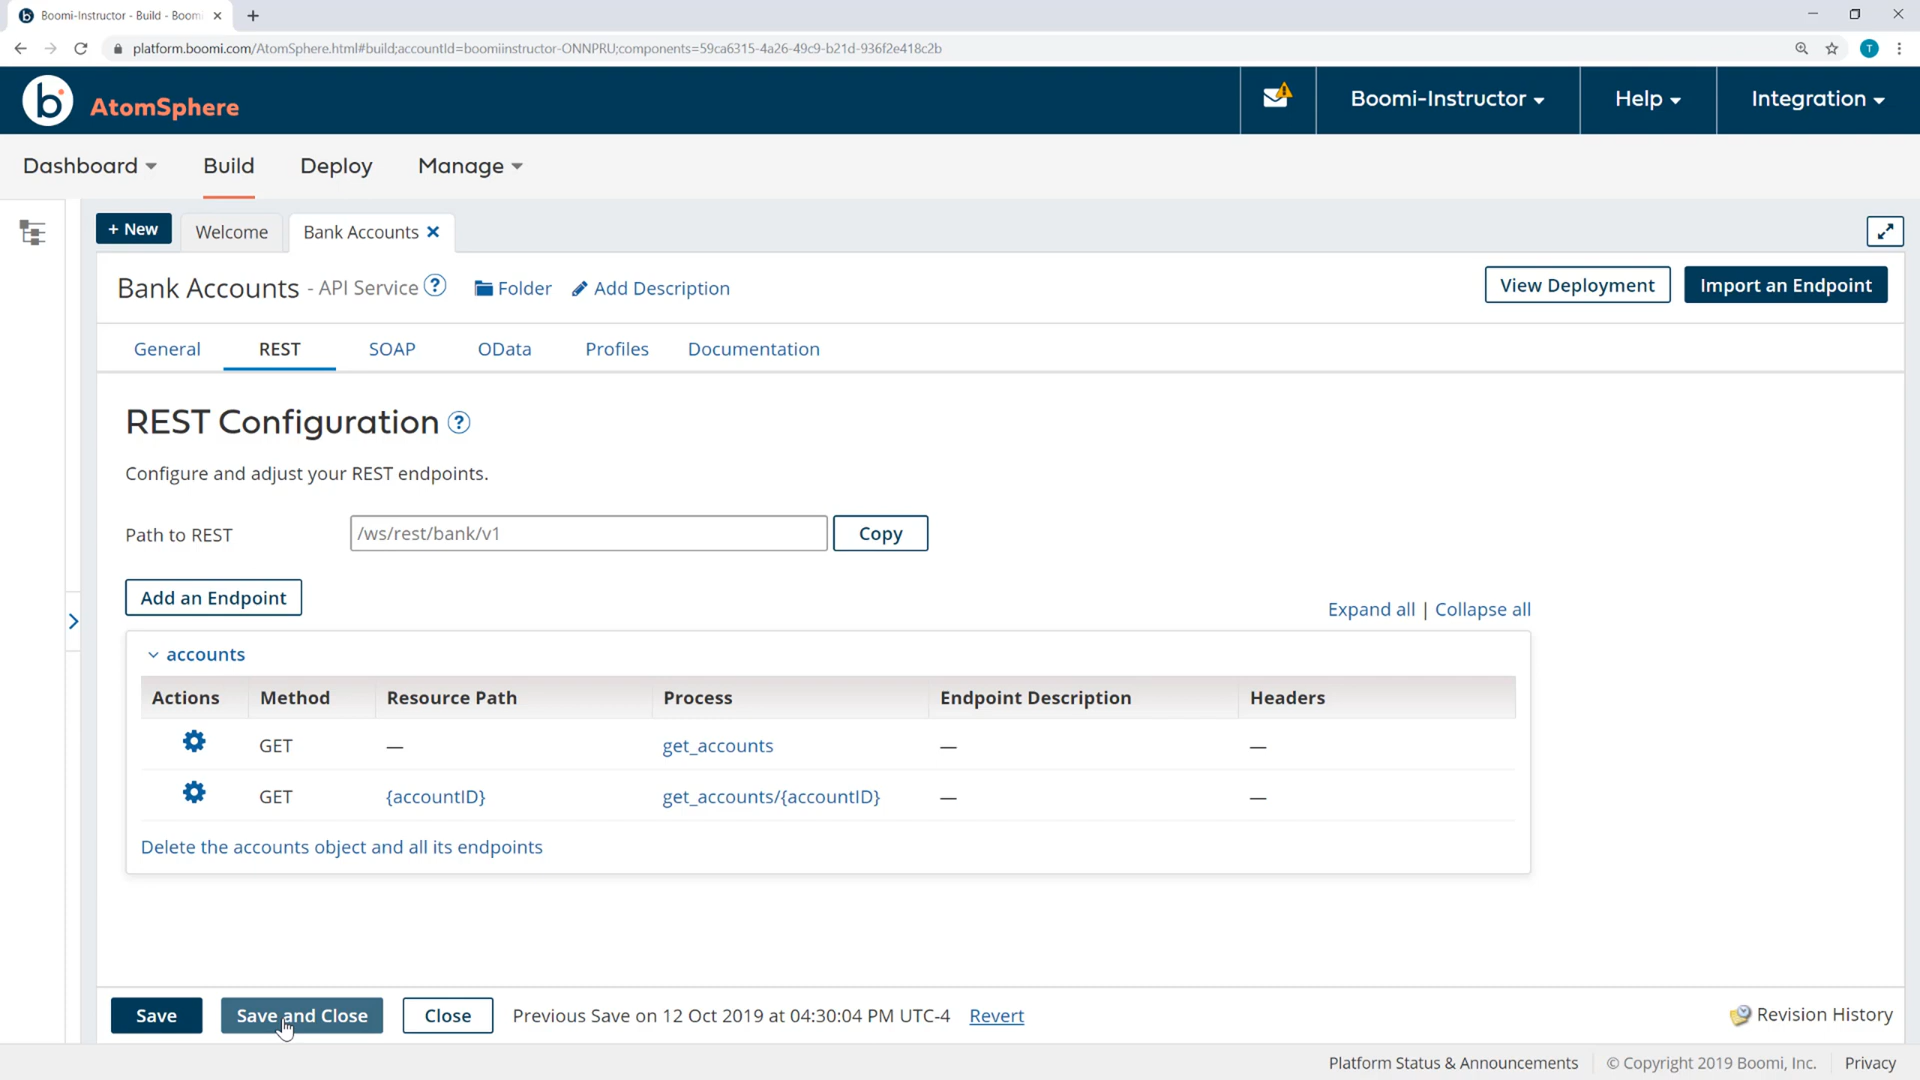 Boomi-Instructor - Build - Boomi
platform.boomi.com/AtomSphere.html#build;accountId=boomiinstructor-ONNPRU;components=59ca6315-4a26-49c9-b21d-936f2e418c2b
T
b AtomSphere
Boomi-Instructor
Help
Integration
Dashboard
Build
Deploy
Manage
+ New
Welcome
Bank Accounts
Bank Accounts - API Service ?
Folder
Add Description
View Deployment
Import an Endpoint
General
REST
SOAP
OData
Profiles
Documentation
REST Configuration ?
Configure and adjust your REST endpoints.
Path to REST
/ws/rest/bank/v1
Copy
Add an Endpoint
Expand all | Collapse all
accounts
Actions Method Resource Path Process Endpoint Description Headers
GET — get_accounts — —
GET {accountID} get_accounts/{accountID} — —
Delete the accounts object and all its endpoints
Save
Save and Close
Close
Previous Save on 12 Oct 2019 at 04:30:04 PM UTC-4 Revert
Revision History
Platform Status & Announcements
© Copyright 2019 Boomi, Inc.
Privacy